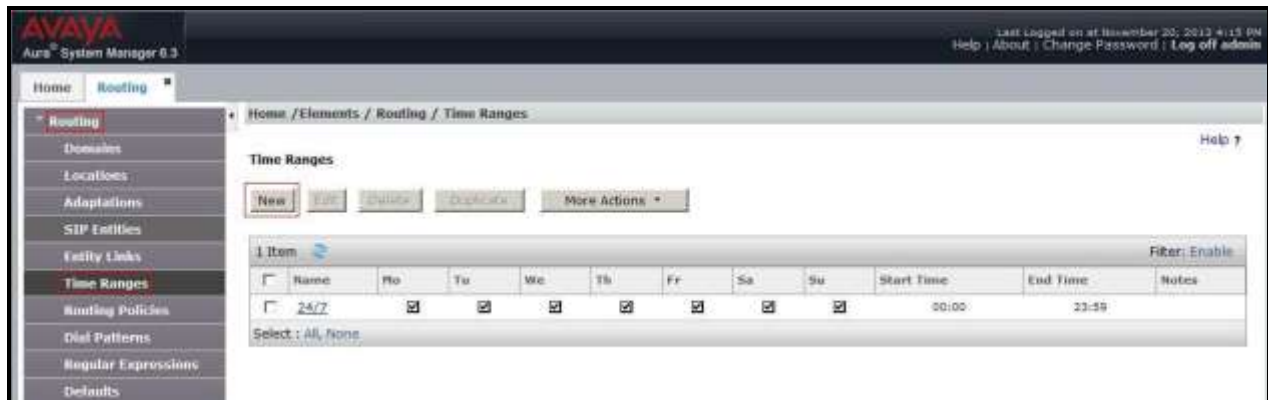 AVAYA
Aura® System Manager 6.3
Last Logged on at November 20, 2013 4:15 PM
Help | About | Change Password | Log off admin
Home Routing
Routing
Domains
Locations
Adaptations
SIP Entities
Entity Links
Time Ranges
Routing Policies
Dial Patterns
Regular Expressions
Defaults
Home / Elements / Routing / Time Ranges
Help ?
Time Ranges
New Edit Delete Duplicate More Actions
1 Item Filter: Enable
Name Mo Tu We Th Fr Sa Su Start Time End Time Notes
24/7 00:00 23:59
Select : All, None